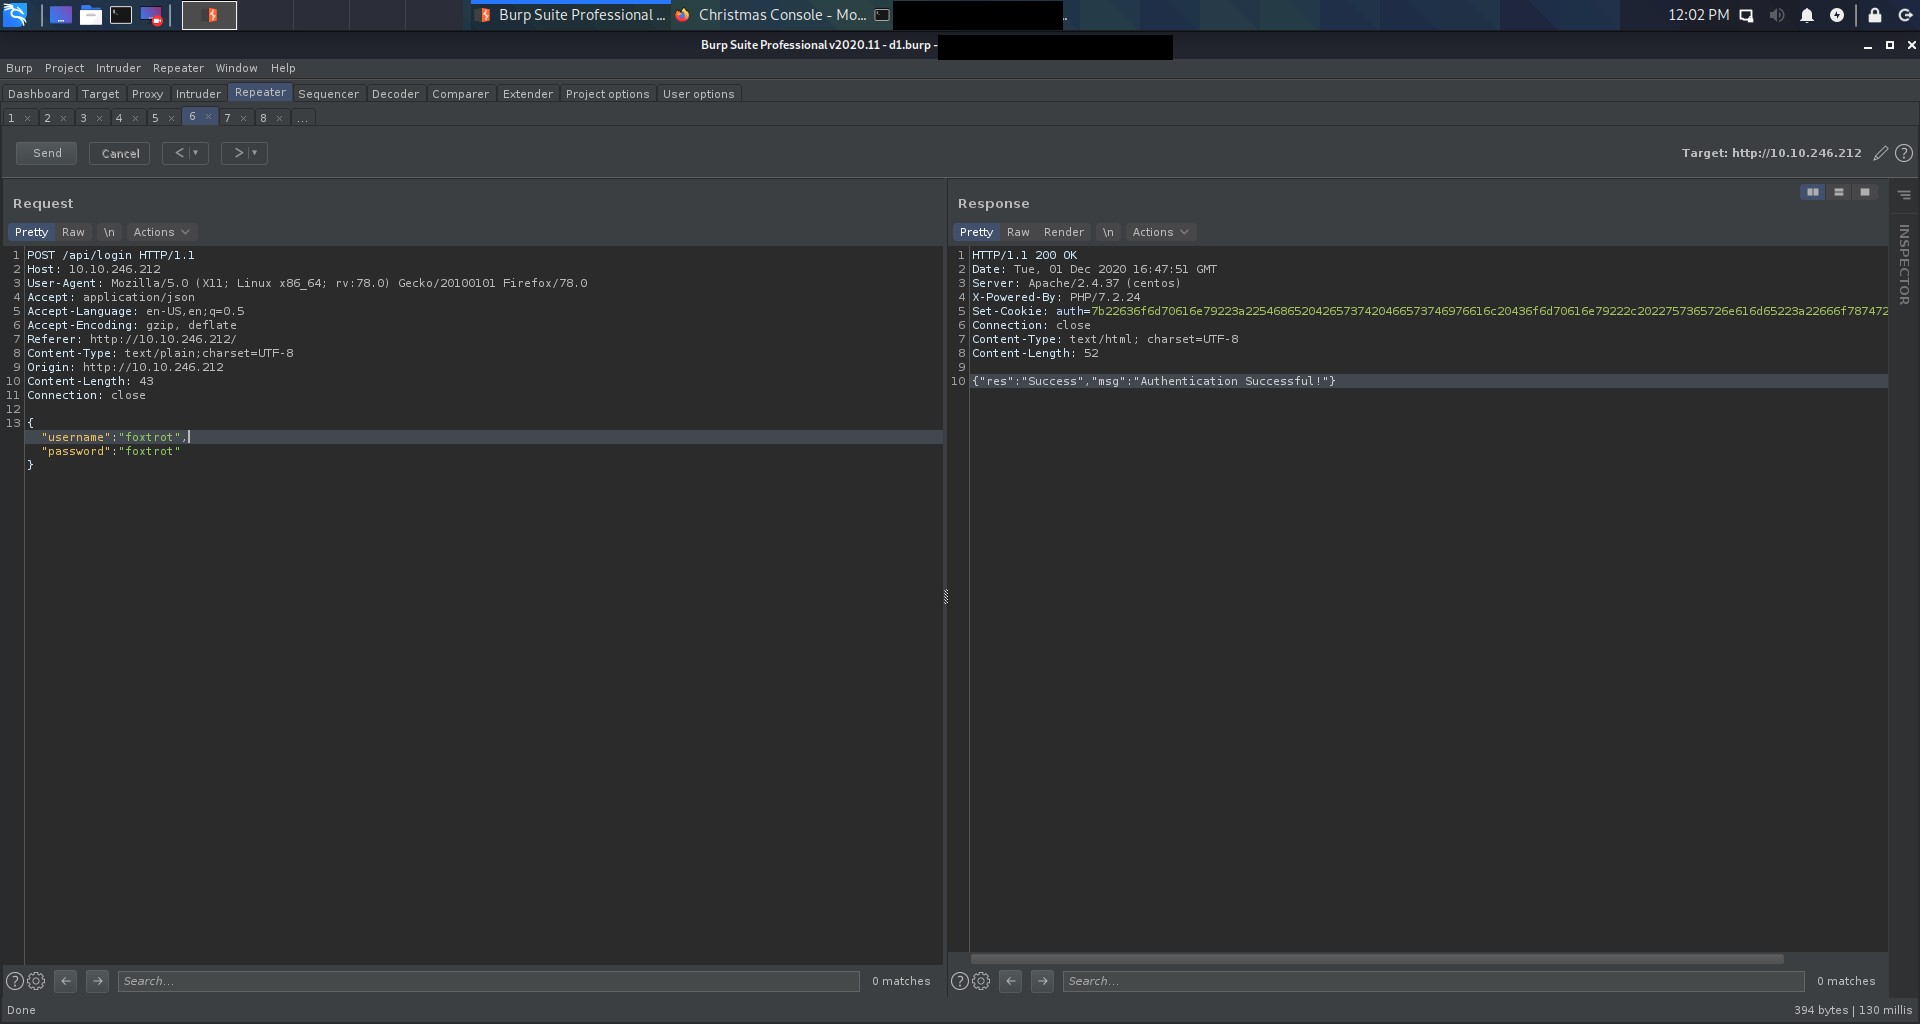 Burp Suite Professional ... Christmas Console - Mo... 12:02 PM
Burp Suite Professional v2020.11 - d1.burp -
Burp Project Intruder Repeater Window Help
Dashboard Target Proxy Intruder Repeater Sequencer Decoder Comparer Extender Project options User options
1 × 2 × 3 × 4 × 5 × 6 × 7 × 8 × ...
Send Cancel < > Target: http://10.10.246.212
Request
Pretty Raw \n Actions
1 POST /api/login HTTP/1.1
2 Host: 10.10.246.212
3 User-Agent: Mozilla/5.0 (X11; Linux x86_64; rv:78.0) Gecko/20100101 Firefox/78.0
4 Accept: application/json
5 Accept-Language: en-US,en;q=0.5
6 Accept-Encoding: gzip, deflate
7 Referer: http://10.10.246.212/
8 Content-Type: text/plain;charset=UTF-8
9 Origin: http://10.10.246.212
10 Content-Length: 43
11 Connection: close
12
13 {
"username":"foxtrot",
"password":"foxtrot"
}
Search... 0 matches
Response
Pretty Raw Render \n Actions
1 HTTP/1.1 200 OK
2 Date: Tue, 01 Dec 2020 16:47:51 GMT
3 Server: Apache/2.4.37 (centos)
4 X-Powered-By: PHP/7.2.24
5 Set-Cookie: auth=7b22636f6d70616e79223a22546865204265737420466573746976616c20436f6d70616e79222c2022757365726e616d65223a22666f787472
6 Connection: close
7 Content-Type: text/html; charset=UTF-8
8 Content-Length: 52
9
10 {"res":"Success","msg":"Authentication Successful!"}
Search... 0 matches
INSPECTOR
Done 394 bytes | 130 millis